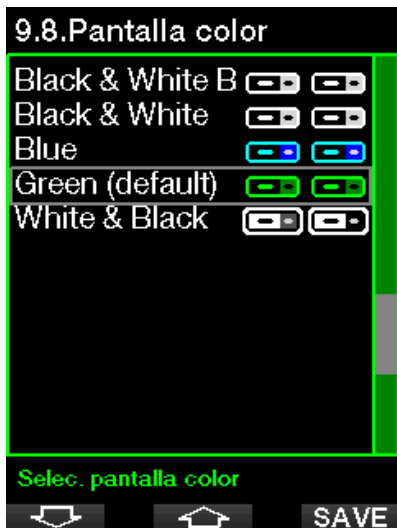 9.8.Pantalla color
Black & White B
Black & White
Blue
Green (default)
White & Black
Selec. pantalla color
SAVE